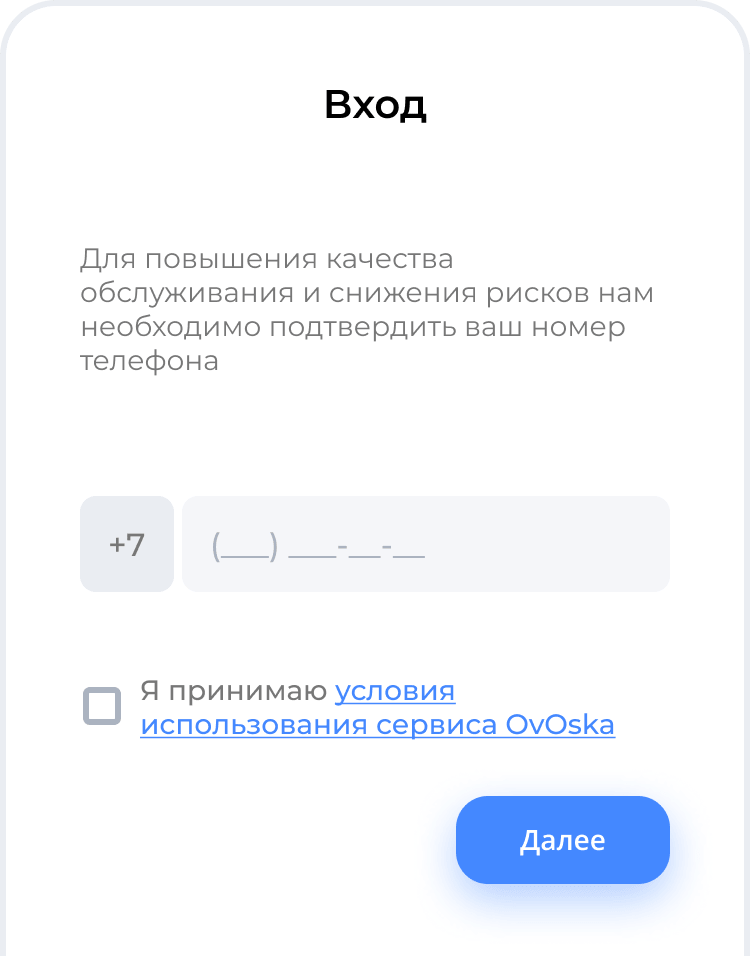 Вход
Для повышения качества
обслуживания и снижения рисков нам
необходимо подтвердить ваш номер
телефона
+7 (___) ___-__-__
Я принимаю условия
использования сервиса OvOska
Далее